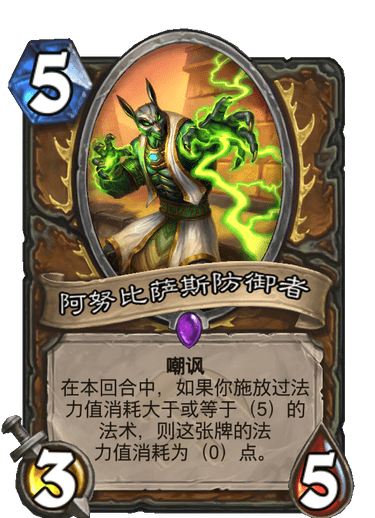 5
阿努比萨斯防御者
嘲讽
在本回合中，如果你施放过法
力值消耗大于或等于（5）的
法术，则这张牌的法
力值消耗为（0）点。
3
5